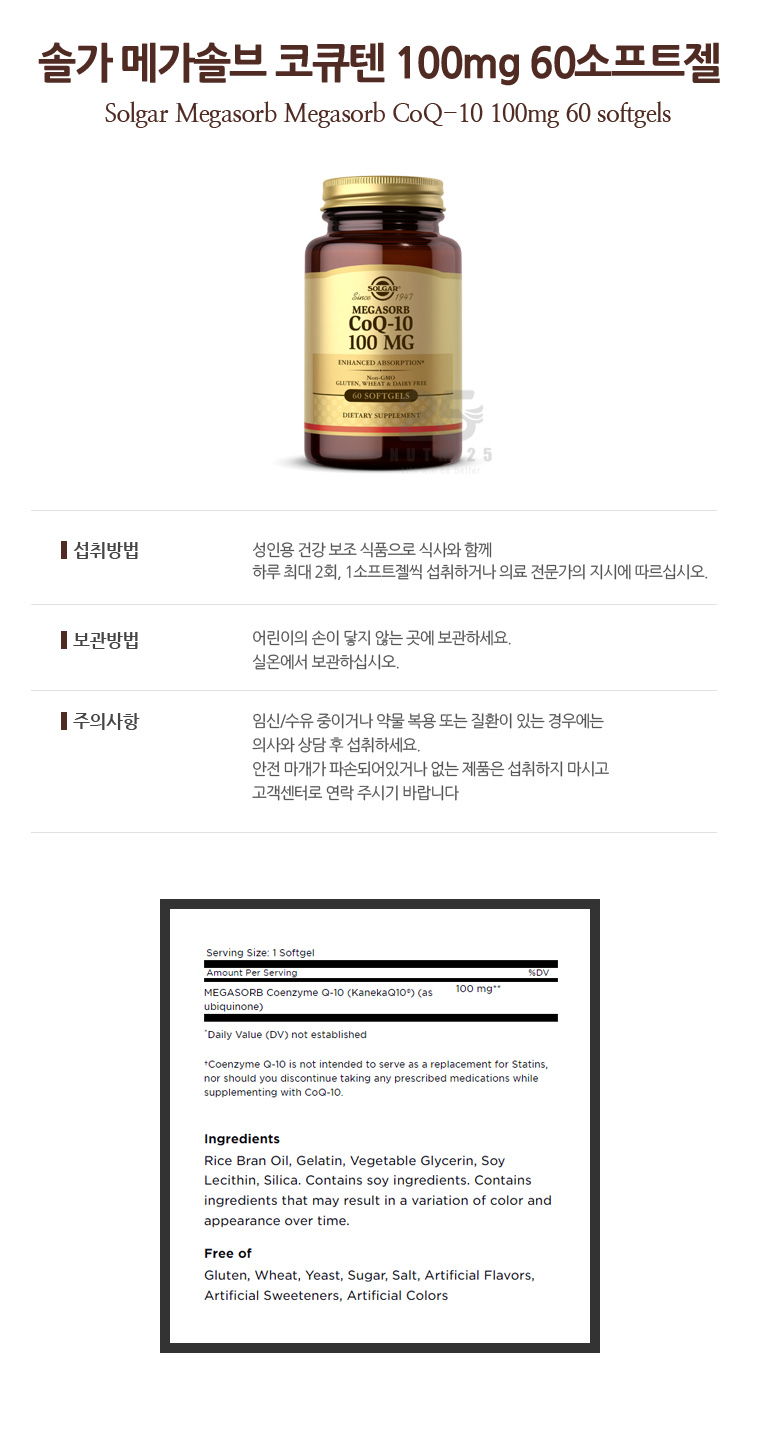 솔가 메가솔브 코큐텐 100mg 60소프트젤
Solgar Megasorb Megasorb CoQ-10 100mg 60 softgels
SOLGAR®
Since 1947
MEGASORB
CoQ-10
100 MG
ENHANCED ABSORPTION*
Non-GMO
GLUTEN, WHEAT & DAIRY FREE
60 SOFTGELS
DIETARY SUPPLEMENT
25
섭취방법
성인용 건강 보조 식품으로 식사와 함께
하루 최대 2회, 1소프트젤씩 섭취하거나 의료 전문가의 지시에 따르십시오.
보관방법
어린이의 손이 닿지 않는 곳에 보관하세요.
실온에서 보관하십시오.
주의사항
임신/수유 중이거나 약물 복용 또는 질환이 있는 경우에는
의사와 상담 후 섭취하세요.
안전 마개가 파손되어있거나 없는 제품은 섭취하지 마시고
고객센터로 연락 주시기 바랍니다
Serving Size: 1 Softgel
Amount Per Serving %DV
MEGASORB Coenzyme Q-10 (KanekaQ10®) (as 100 mg**
ubiquinone)
*Daily Value (DV) not established
†Coenzyme Q-10 is not intended to serve as a replacement for Statins,
nor should you discontinue taking any prescribed medications while
supplementing with CoQ-10.
Ingredients
Rice Bran Oil, Gelatin, Vegetable Glycerin, Soy
Lecithin, Silica. Contains soy ingredients. Contains
ingredients that may result in a variation of color and
appearance over time.
Free of
Gluten, Wheat, Yeast, Sugar, Salt, Artificial Flavors,
Artificial Sweeteners, Artificial Colors